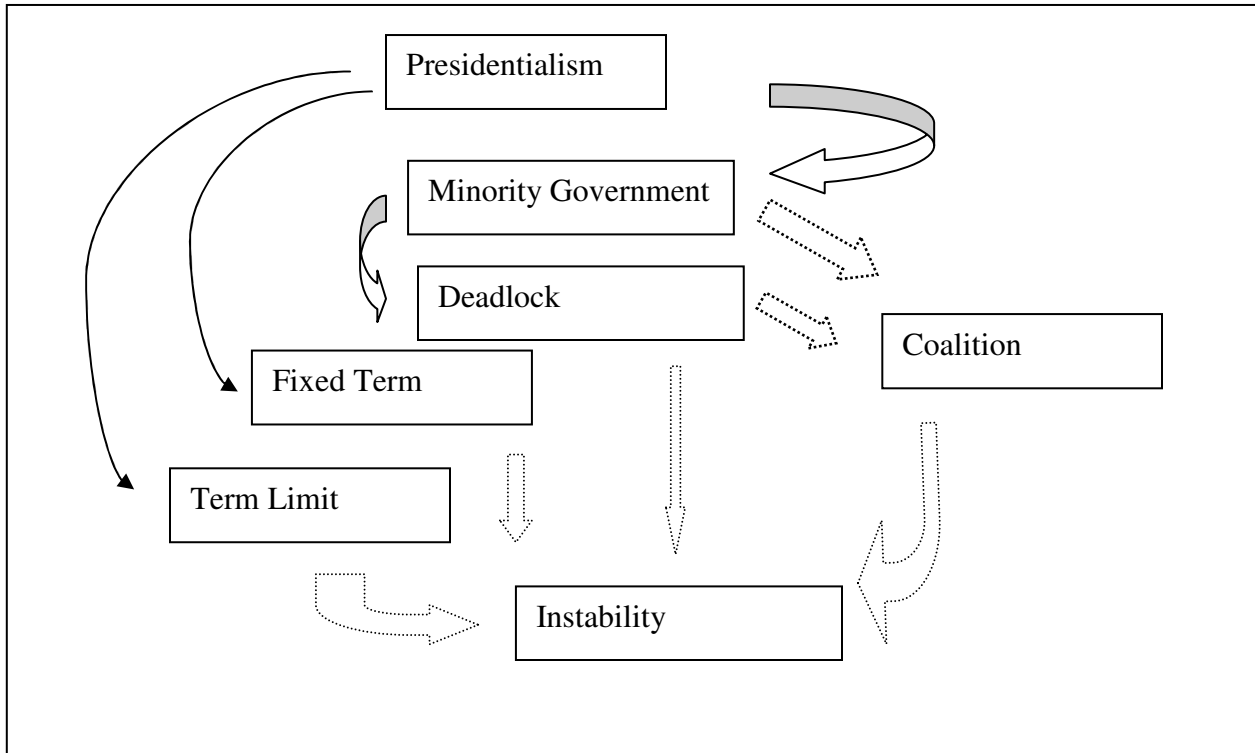 Presidentialism
Minority Government
Deadlock
Coalition
Fixed Term
Term Limit
Instability